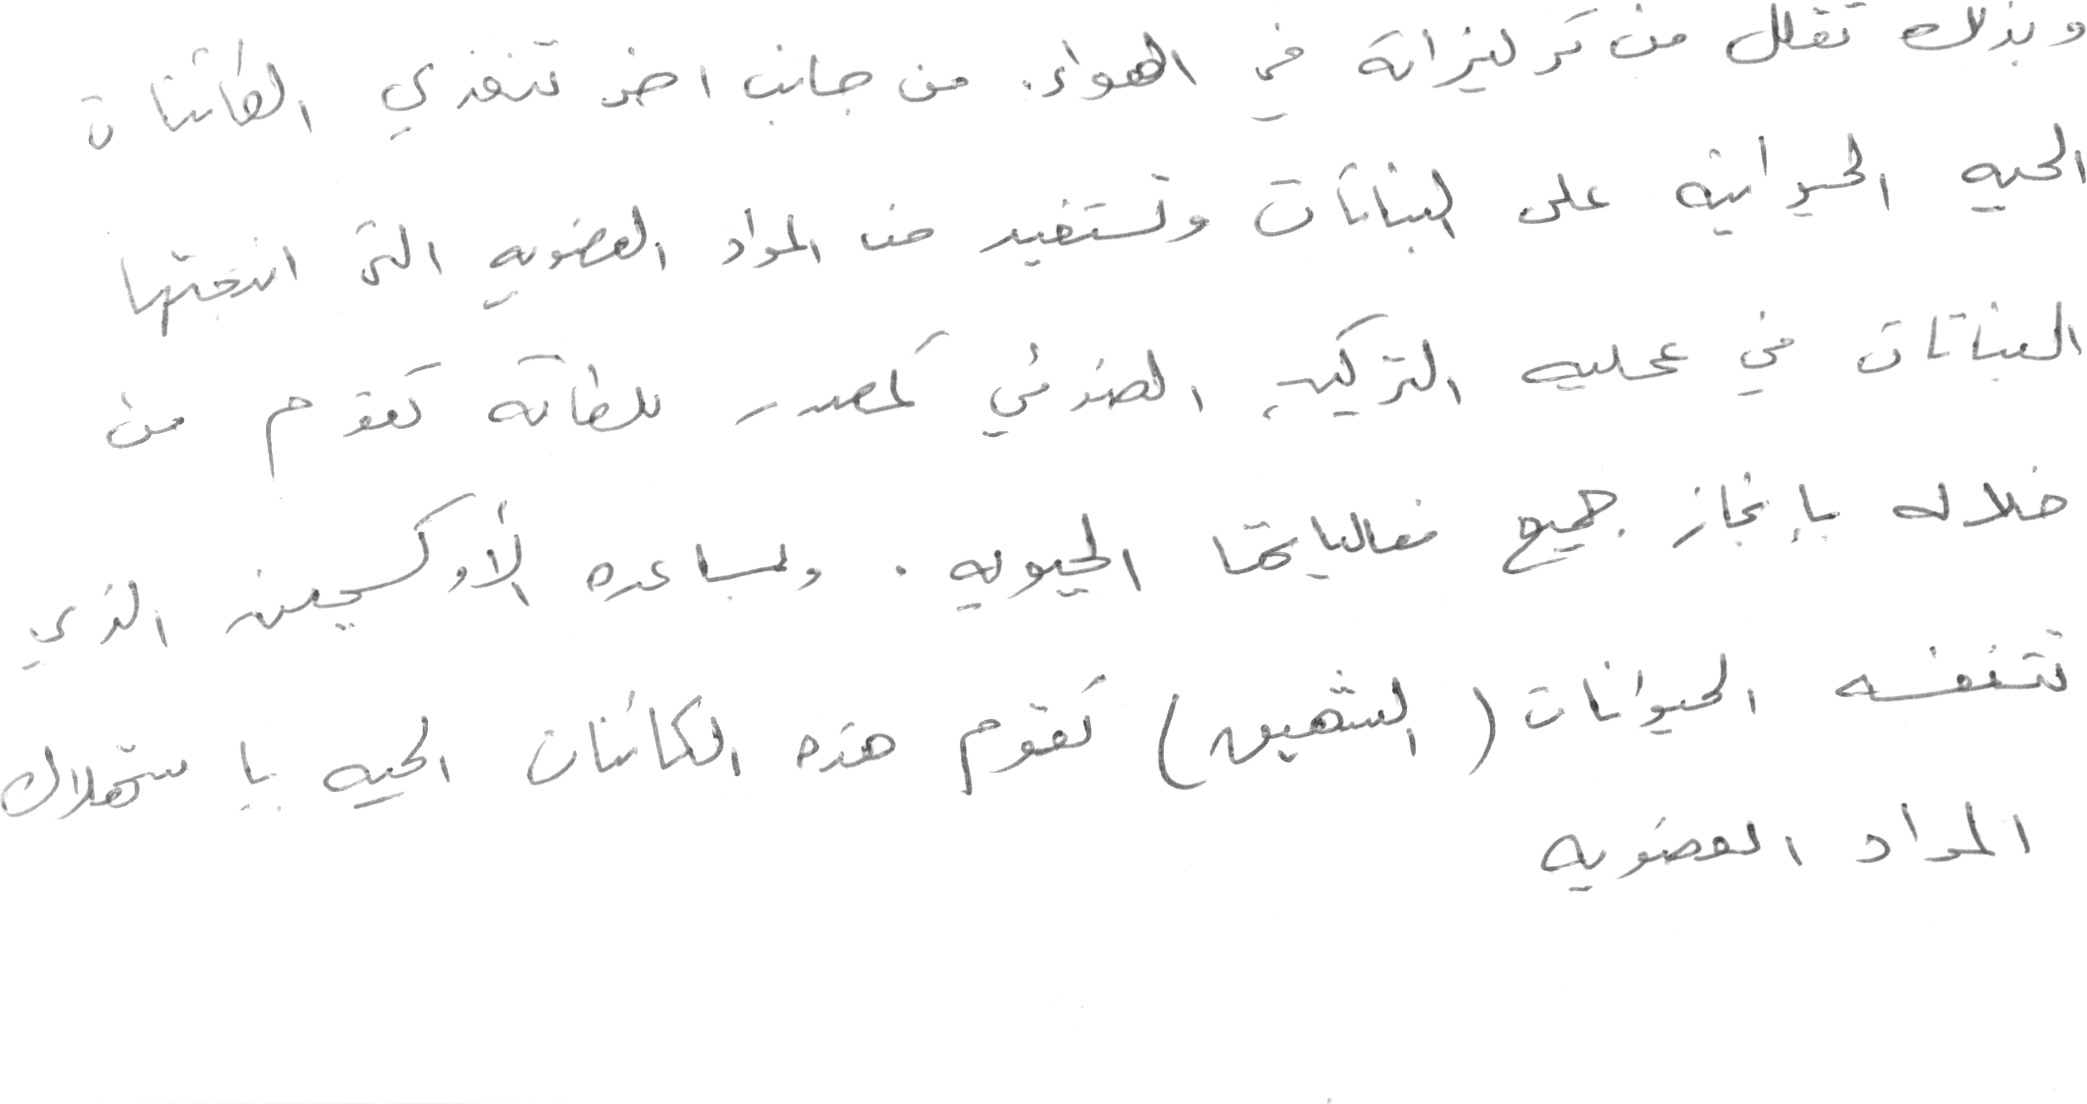 وبذلك تقلل من تركيزاته في الهواء. من جانب اخر تتغذي الكائنات
الحيه الحيوانية على النباتات وتستفيد من المواد العضويه التي انتجتها
النباتات في عمليه التركيب الضوئي كمصدر للطاقه تقوم من
خلاله بإنجاز جميع فعالياتها الحيويه. وبمساعده الأوكسجين الذي
تتنفسه الحيوانات (الشهيق) تقوم هذه الكائنات الحيه باستهلاك
المواد العضويه